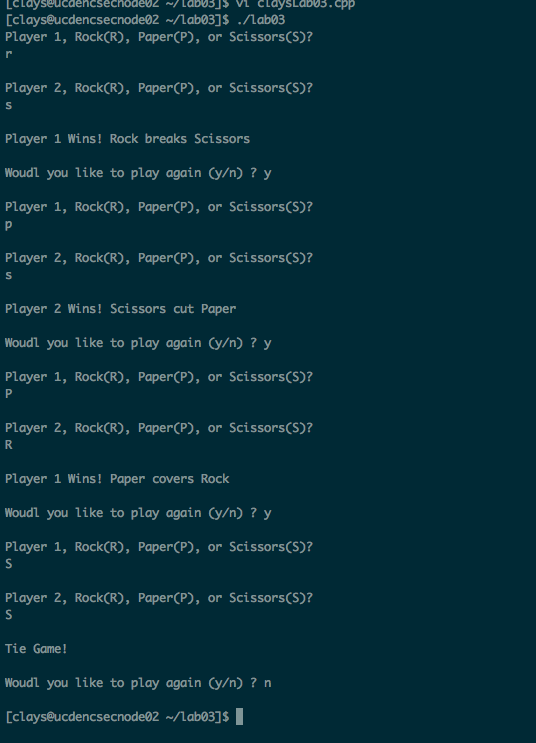 [clays@ucdencsecnode02 ~/lab03]$ vi claysLab03.cpp
[clays@ucdencsecnode02 ~/lab03]$ ./lab03
Player 1, Rock(R), Paper(P), or Scissors(S)?
r
Player 2, Rock(R), Paper(P), or Scissors(S)?
s
Player 1 Wins! Rock breaks Scissors
Woudl you like to play again (y/n) ? y
Player 1, Rock(R), Paper(P), or Scissors(S)?
p
Player 2, Rock(R), Paper(P), or Scissors(S)?
s
Player 2 Wins! Scissors cut Paper
Woudl you like to play again (y/n) ? y
Player 1, Rock(R), Paper(P), or Scissors(S)?
P
Player 2, Rock(R), Paper(P), or Scissors(S)?
R
Player 1 Wins! Paper covers Rock
Woudl you like to play again (y/n) ? y
Player 1, Rock(R), Paper(P), or Scissors(S)?
S
Player 2, Rock(R), Paper(P), or Scissors(S)?
S
Tie Game!
Woudl you like to play again (y/n) ? n
[clays@ucdencsecnode02 ~/lab03]$